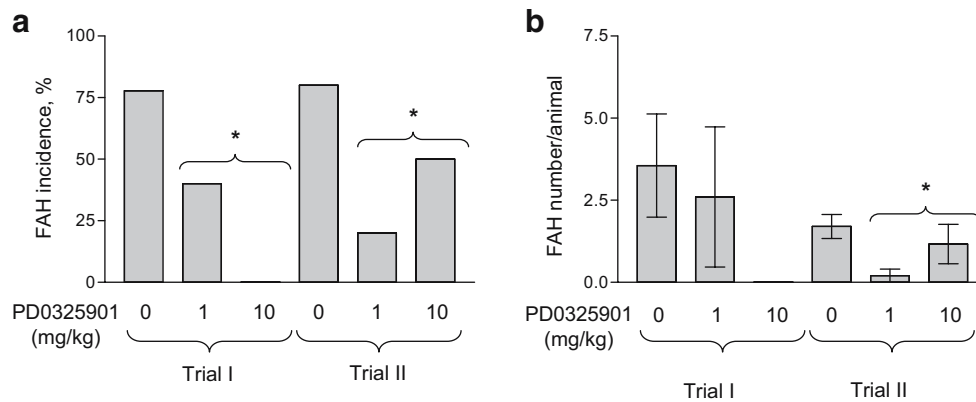 a
FAH incidence, %
100
75
50
25
0
*
*
PD0325901 0 1 10 0 1 10
(mg/kg)
Trial I Trial II
b
FAH number/animal
7.5
5.0
2.5
0.0
*
PD0325901 0 1 10 0 1 10
(mg/kg)
Trial I Trial II